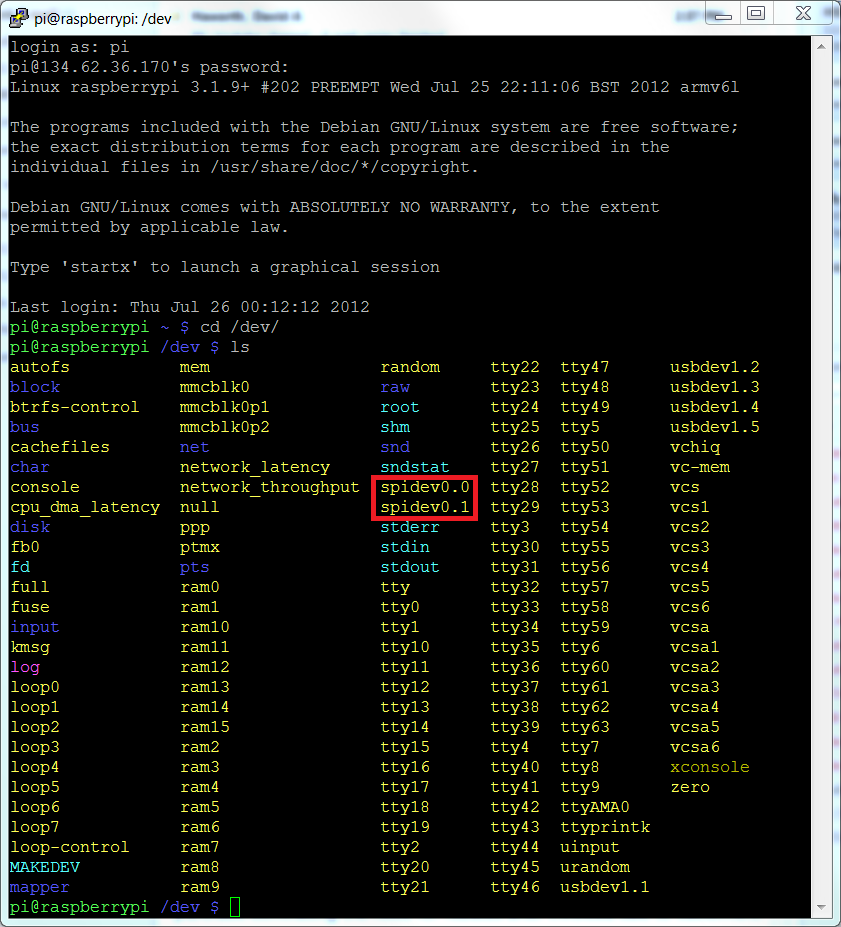 pi@raspberrypi: /dev
login as: pi
pi@134.62.36.170's password:
Linux raspberrypi 3.1.9+ #202 PREEMPT Wed Jul 25 22:11:06 BST 2012 armv6l
The programs included with the Debian GNU/Linux system are free software;
the exact distribution terms for each program are described in the
individual files in /usr/share/doc/*/copyright.
Debian GNU/Linux comes with ABSOLUTELY NO WARRANTY, to the extent
permitted by applicable law.
Type 'startx' to launch a graphical session
Last login: Thu Jul 26 00:12:12 2012
pi@raspberrypi ~ $ cd /dev/
pi@raspberrypi /dev $ ls
autofs mem random tty22 tty47 usbdev1.2
block mmcblk0 raw tty23 tty48 usbdev1.3
btrfs-control mmcblk0p1 root tty24 tty49 usbdev1.4
bus mmcblk0p2 shm tty25 tty5 usbdev1.5
cachefiles net snd tty26 tty50 vchiq
char network_latency sndstat tty27 tty51 vc-mem
console network_throughput spidev0.0 tty28 tty52 vcs
cpu_dma_latency null spidev0.1 tty29 tty53 vcs1
disk ppp stderr tty3 tty54 vcs2
fb0 ptmx stdin tty30 tty55 vcs3
fd pts stdout tty31 tty56 vcs4
full ram0 tty tty32 tty57 vcs5
fuse ram1 tty0 tty33 tty58 vcs6
input ram10 tty1 tty34 tty59 vcsa
kmsg ram11 tty10 tty35 tty6 vcsa1
log ram12 tty11 tty36 tty60 vcsa2
loop0 ram13 tty12 tty37 tty61 vcsa3
loop1 ram14 tty13 tty38 tty62 vcsa4
loop2 ram15 tty14 tty39 tty63 vcsa5
loop3 ram2 tty15 tty4 tty7 vcsa6
loop4 ram3 tty16 tty40 tty8 xconsole
loop5 ram4 tty17 tty41 tty9 zero
loop6 ram5 tty18 tty42 ttyAMA0
loop7 ram6 tty19 tty43 ttyprintk
loop-control ram7 tty2 tty44 uinput
MAKEDEV ram8 tty20 tty45 urandom
mapper ram9 tty21 tty46 usbdev1.1
pi@raspberrypi /dev $